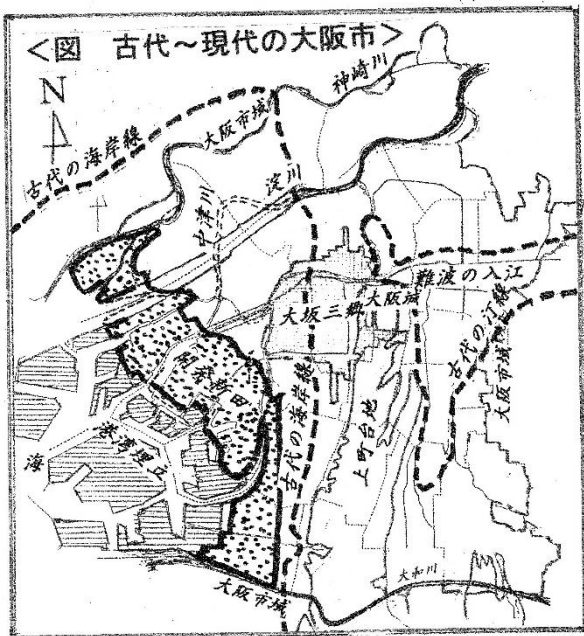 <図 古代～現代の大阪市>
N
神崎川
大阪市域
古代の海岸線
淀川
中津川
難波の入江
大阪城
大坂三郷
開発新田
古代の汀線
大阪市域
古代の海岸線
上町台地
港湾埋立
海
大和川
大阪市域